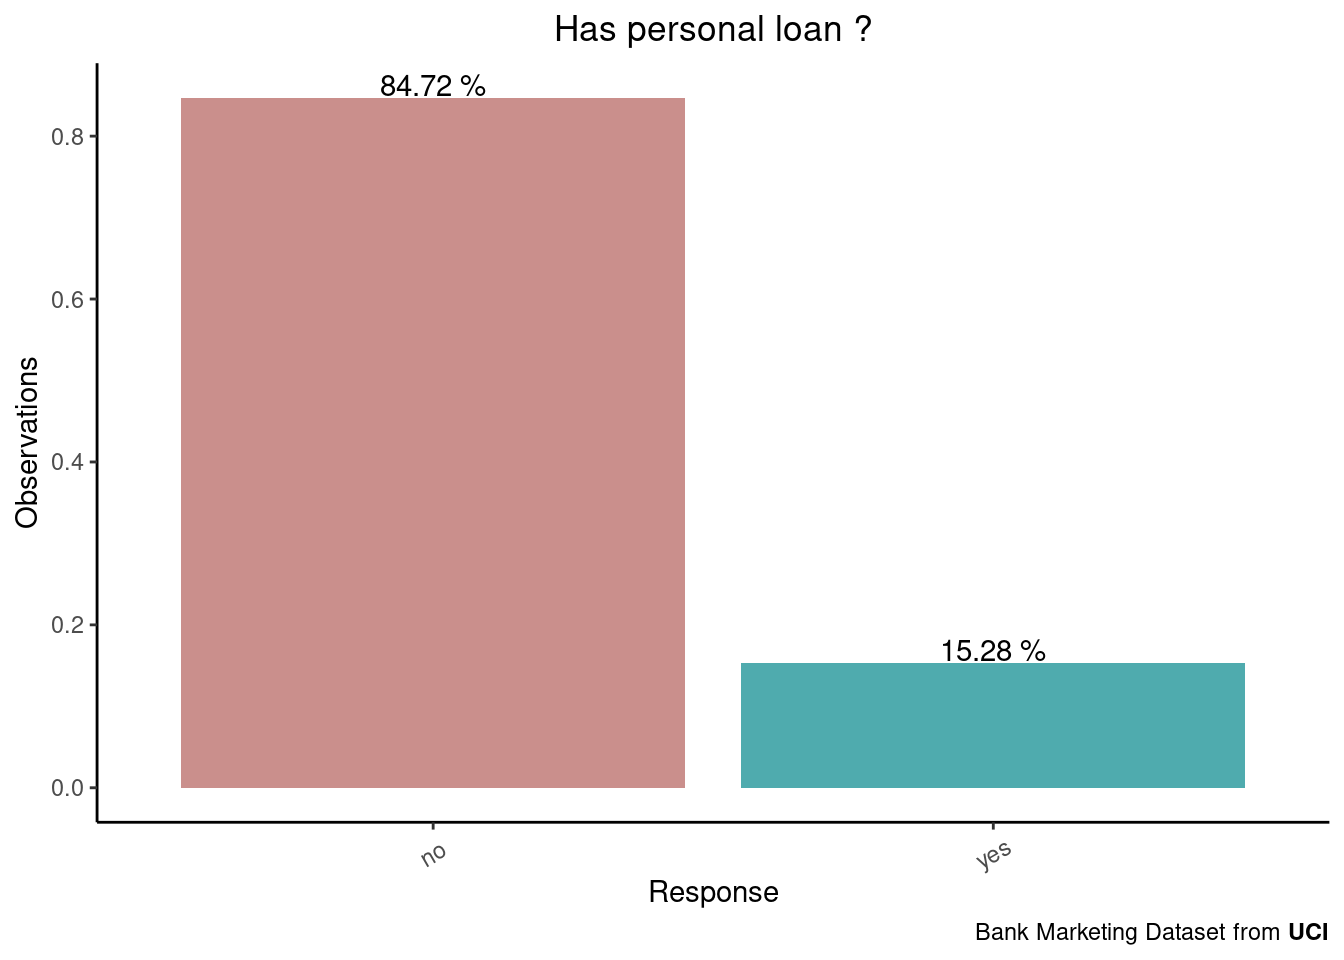 Has personal loan ?
84.72 %
0.8
0.6
Observations
0.4
0.2
15.28 %
0.0
no
yes
Response
Bank Marketing Dataset from UCI